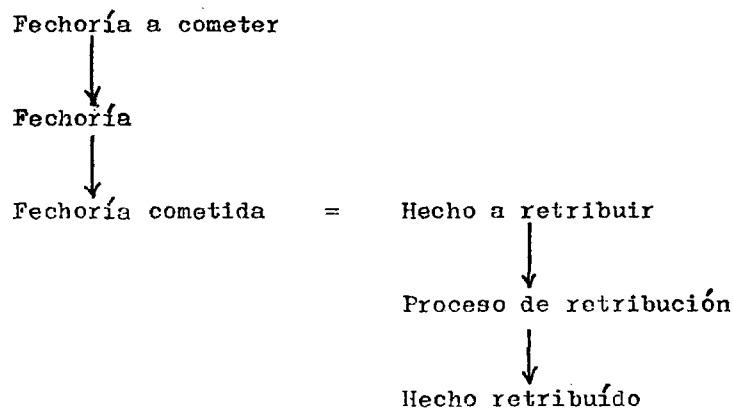 Fechoría a cometer
Fechoría
Fechoría cometida = Hecho a retribuir
Proceso de retribución
Hecho retribuído